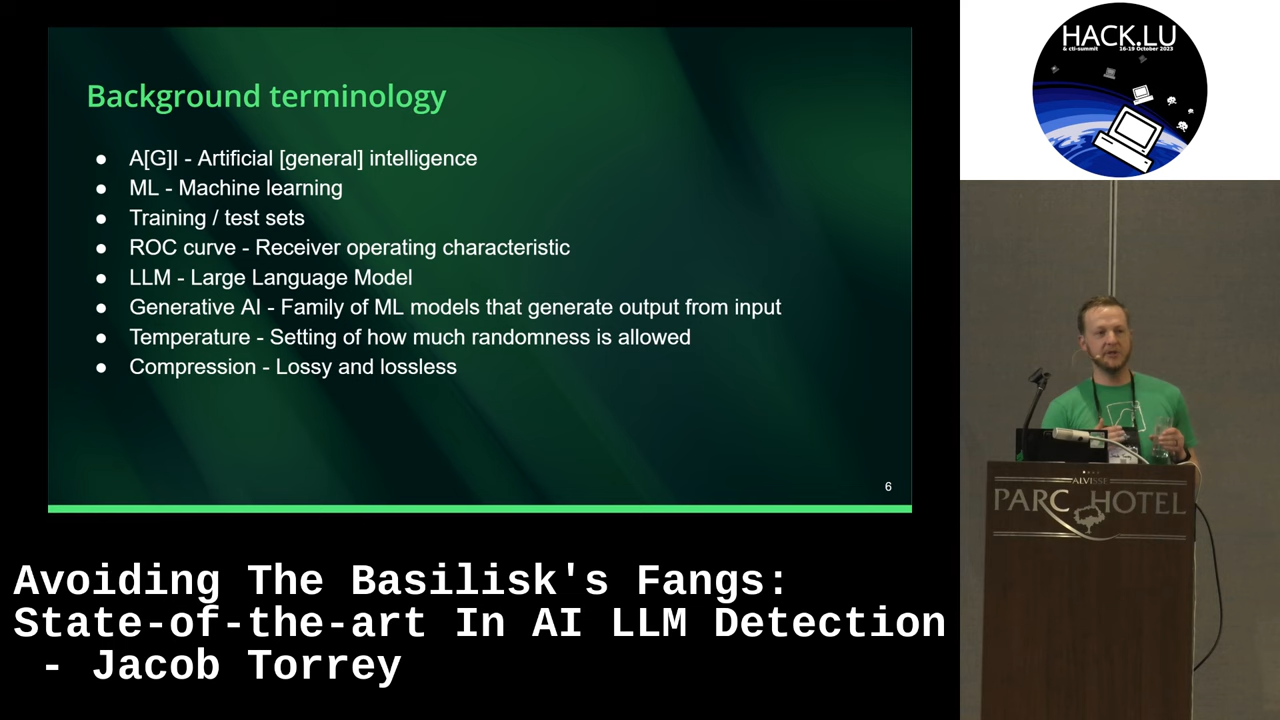 Background terminology
● A[G]I - Artificial [general] intelligence
● ML - Machine learning
● Training / test sets
● ROC curve - Receiver operating characteristic
● LLM - Large Language Model
● Generative AI - Family of ML models that generate output from input
● Temperature - Setting of how much randomness is allowed
● Compression - Lossy and lossless
6
Avoiding The Basilisk's Fangs:
State-of-the-art In AI LLM Detection
- Jacob Torrey
HACK.LU
& cti-summit 16-19 October 2023
ALVISSE
PARC HOTEL